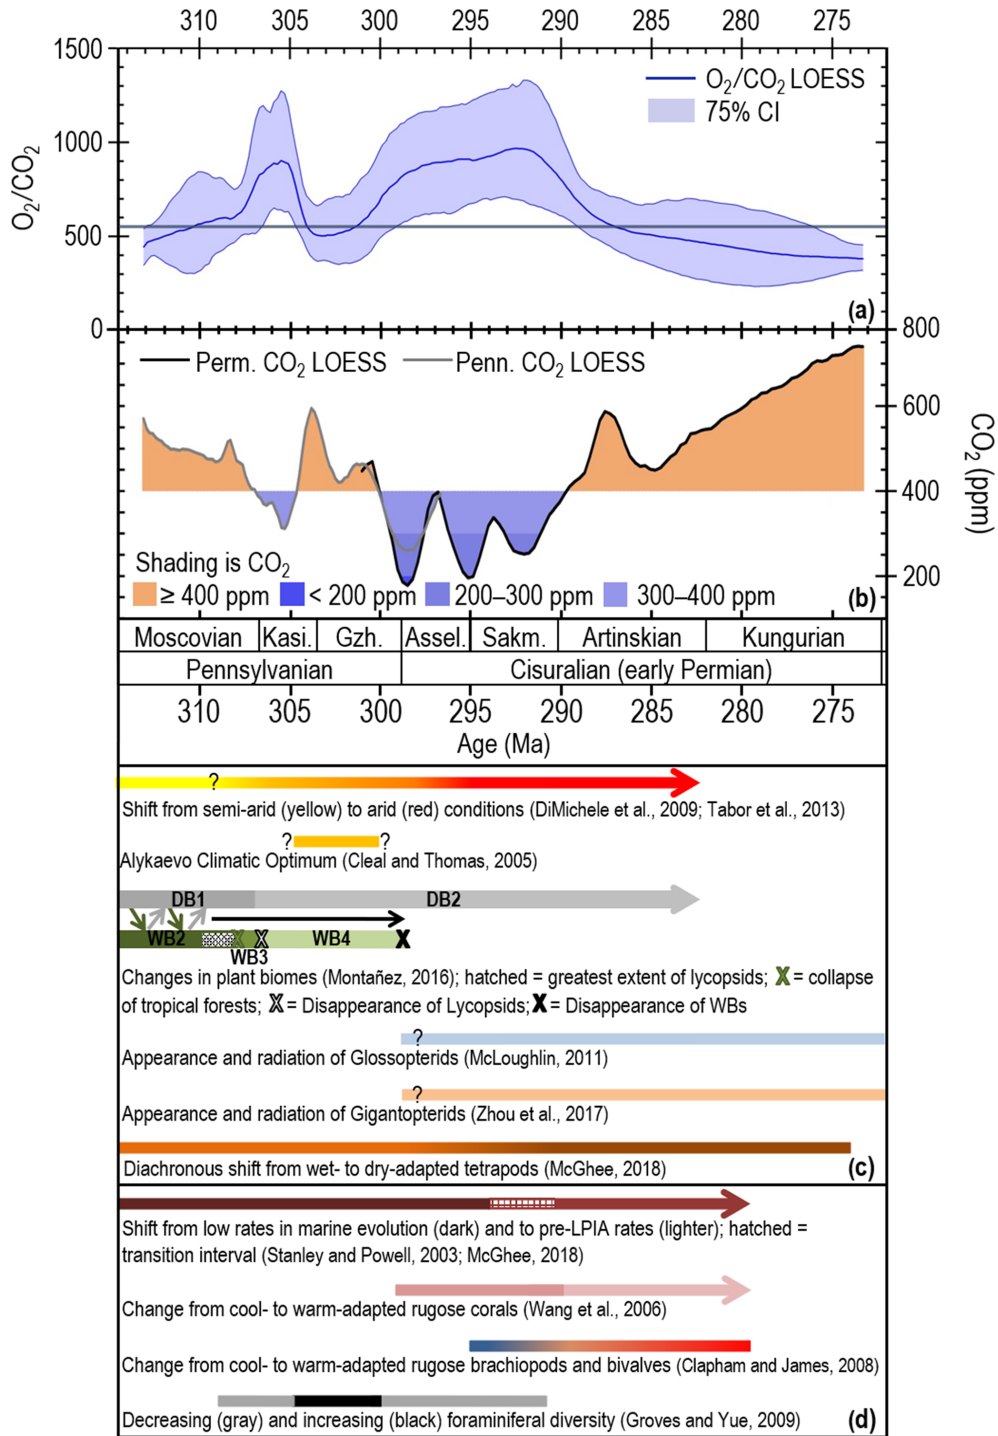 310 305 300 295 290 285 280 275
1500
1000
500
0
O₂/CO₂
O₂/CO₂ LOESS
75% CI
(a)
800
600
400
200
CO₂ (ppm)
Perm. CO₂ LOESS Penn. CO₂ LOESS
Shading is CO₂
≥ 400 ppm < 200 ppm 200–300 ppm 300–400 ppm
(b)
Moscovian Kasi. Gzh. Assel. Sakm. Artinskian Kungurian
Pennsylvanian Cisuralian (early Permian)
310 305 300 295 290 285 280 275
Age (Ma)
?
Shift from semi-arid (yellow) to arid (red) conditions (DiMichele et al., 2009; Tabor et al., 2013)
? ?
Alykaevo Climatic Optimum (Cleal and Thomas, 2005)
DB1 DB2
WB2 X X WB4 X
WB3
Changes in plant biomes (Montañez, 2016); hatched = greatest extent of lycopsids; X = collapse
of tropical forests; X = Disappearance of Lycopsids; X = Disappearance of WBs
?
Appearance and radiation of Glossopterids (McLoughlin, 2011)
?
Appearance and radiation of Gigantopterids (Zhou et al., 2017)
Diachronous shift from wet- to dry-adapted tetrapods (McGhee, 2018)
(c)
Shift from low rates in marine evolution (dark) and to pre-LPIA rates (lighter); hatched =
transition interval (Stanley and Powell, 2003; McGhee, 2018)
Change from cool- to warm-adapted rugose corals (Wang et al., 2006)
Change from cool- to warm-adapted rugose brachiopods and bivalves (Clapham and James, 2008)
Decreasing (gray) and increasing (black) foraminiferal diversity (Groves and Yue, 2009)
(d)